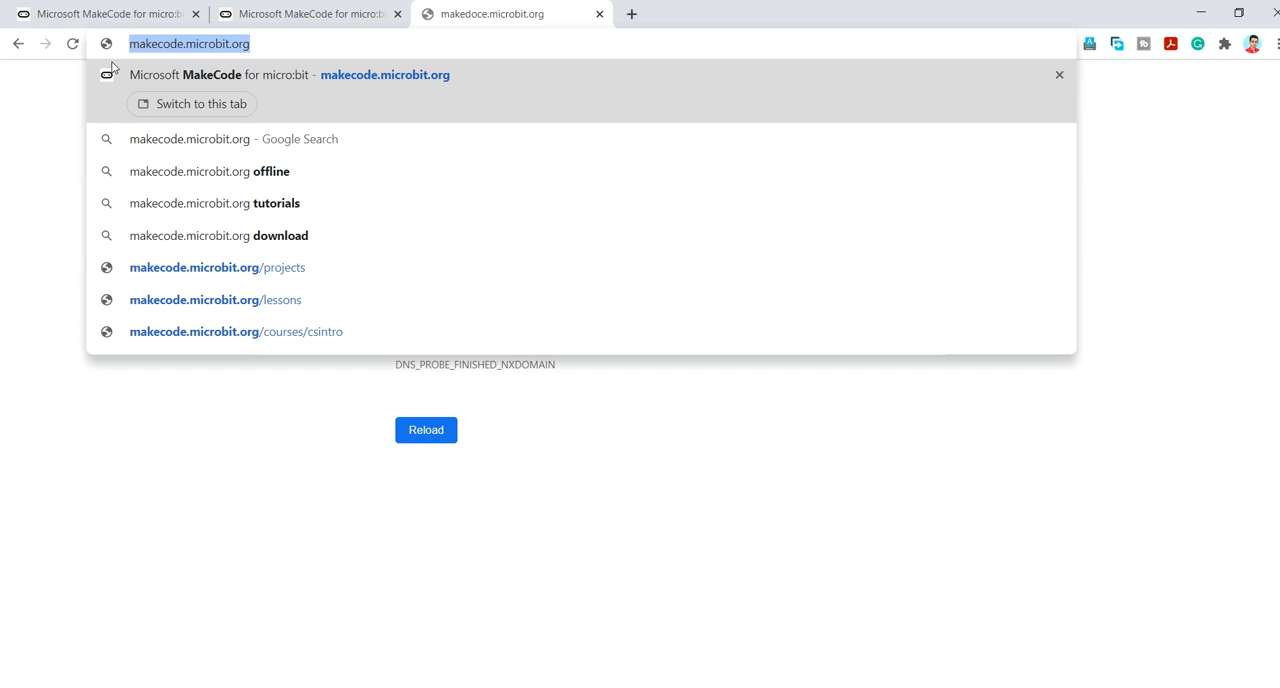 Microsoft MakeCode for micro:bi
Microsoft MakeCode for micro:bi
makedoce.microbit.org
makecode.microbit.org
Microsoft MakeCode for micro:bit - makecode.microbit.org
Switch to this tab
makecode.microbit.org - Google Search
makecode.microbit.org offline
makecode.microbit.org tutorials
makecode.microbit.org download
makecode.microbit.org/projects
makecode.microbit.org/lessons
makecode.microbit.org/courses/csintro
DNS_PROBE_FINISHED_NXDOMAIN
Reload